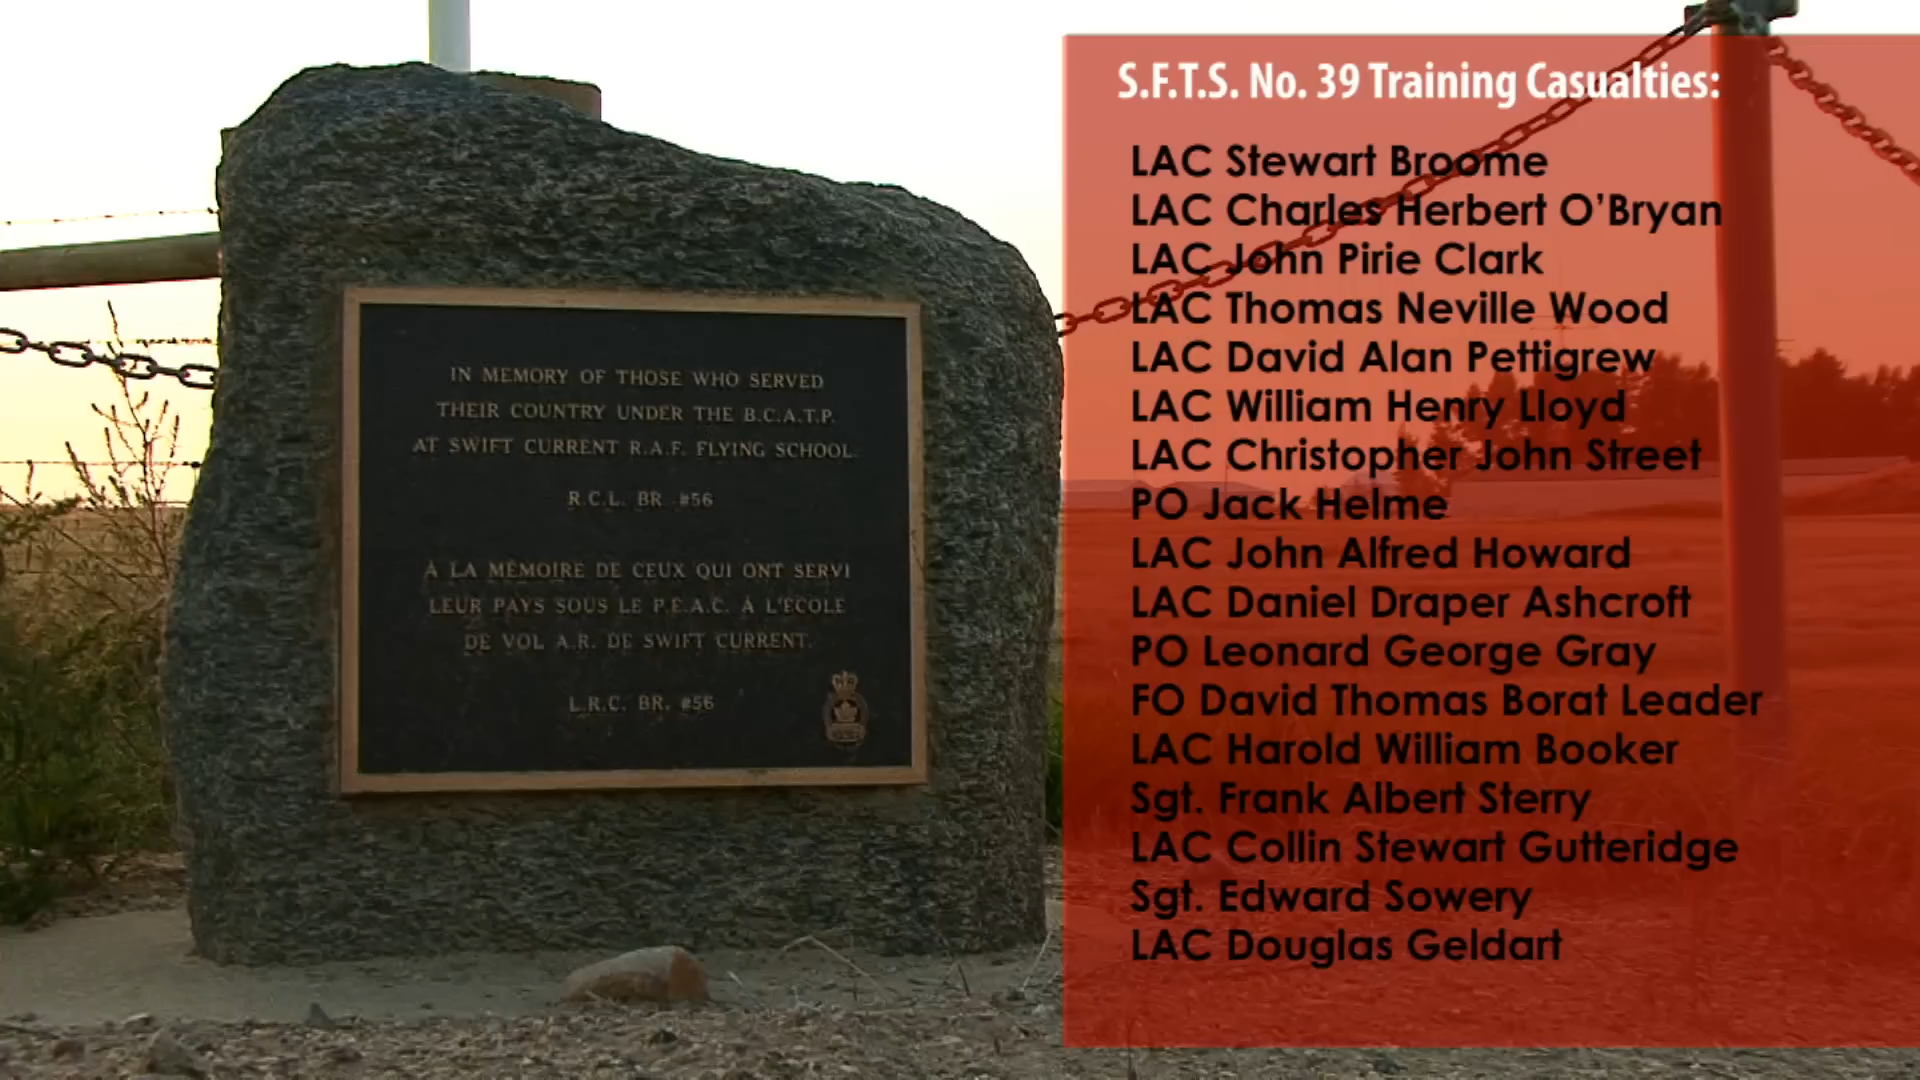 IN MEMORY OF THOSE WHO SERVED
THEIR COUNTRY UNDER THE B.C.A.T.P.
AT SWIFT CURRENT R.A.F. FLYING SCHOOL.
R.C.L. BR. #56
À LA MÉMOIRE DE CEUX QUI ONT SERVI
LEUR PAYS SOUS LE P.E.A.C. À L'ÉCOLE
DE VOL A.R. DE SWIFT CURRENT.
L.R.C. BR. #56
S.F.T.S. No. 39 Training Casualties:
LAC Stewart Broome
LAC Charles Herbert O’Bryan
LAC John Pirie Clark
LAC Thomas Neville Wood
LAC David Alan Pettigrew
LAC William Henry Lloyd
LAC Christopher John Street
PO Jack Helme
LAC John Alfred Howard
LAC Daniel Draper Ashcroft
PO Leonard George Gray
FO David Thomas Borat Leader
LAC Harold William Booker
Sgt. Frank Albert Sterry
LAC Collin Stewart Gutteridge
Sgt. Edward Sowery
LAC Douglas Geldart